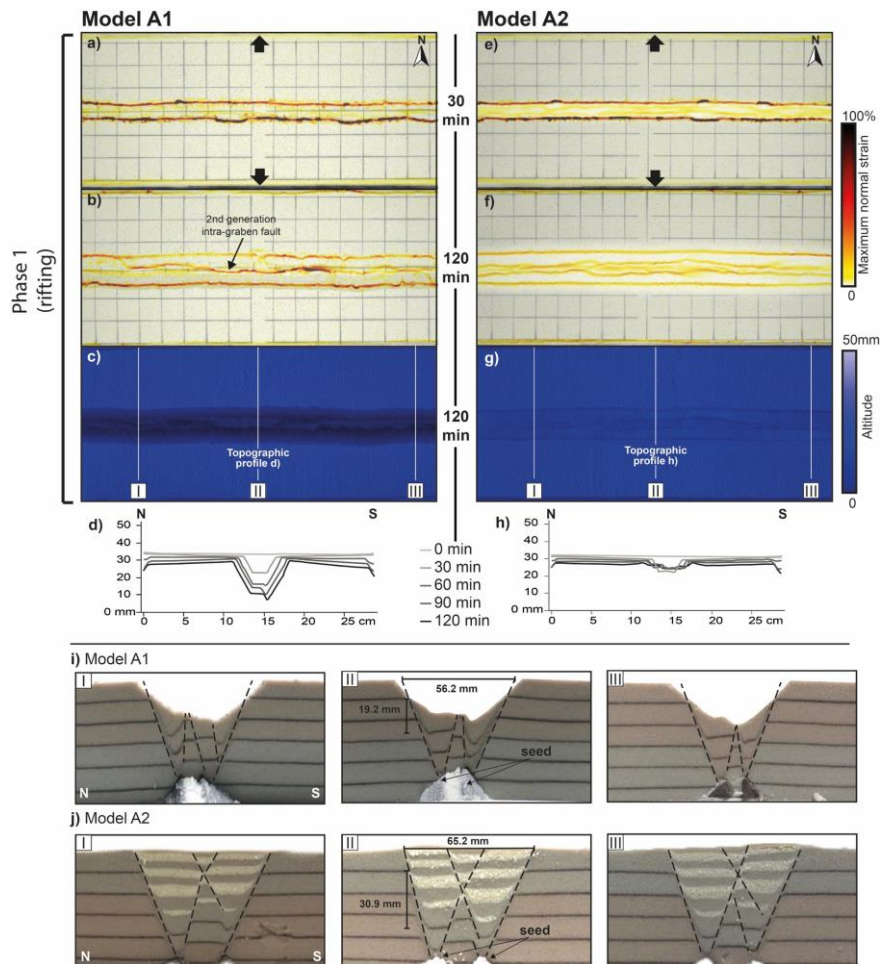 Model A1
Model A2
Phase 1
(rifting)
a)
N
30
min
e)
N
b)
2nd generation
intra-graben fault
120
min
f)
100%
Maximum normal strain
0
c)
Topographic
profile d)
I
II
III
120
min
g)
Topographic
profile h)
I
II
III
50mm
Altitude
0
d)
N
S
50
40
30
20
10
0 mm
0
5
10
15
20
25 cm
0 min
30 min
60 min
90 min
120 min
h)
N
S
50
40
30
20
10
0 mm
0
5
10
15
20
25 cm
i) Model A1
I
N
S
II
56.2 mm
19.2 mm
seed
III
j) Model A2
I
N
S
II
65.2 mm
30.9 mm
seed
III